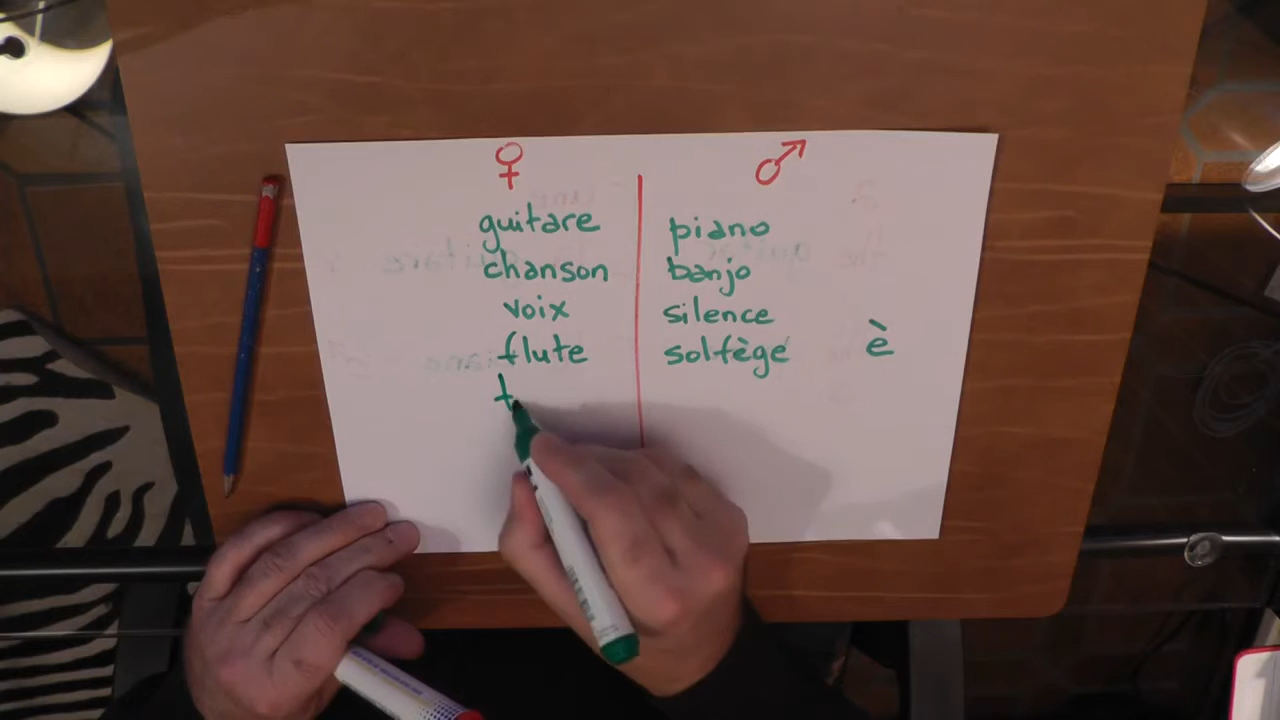 ♀ ♂
guitare piano
chanson banjo
voix silence
flute solfège è
t